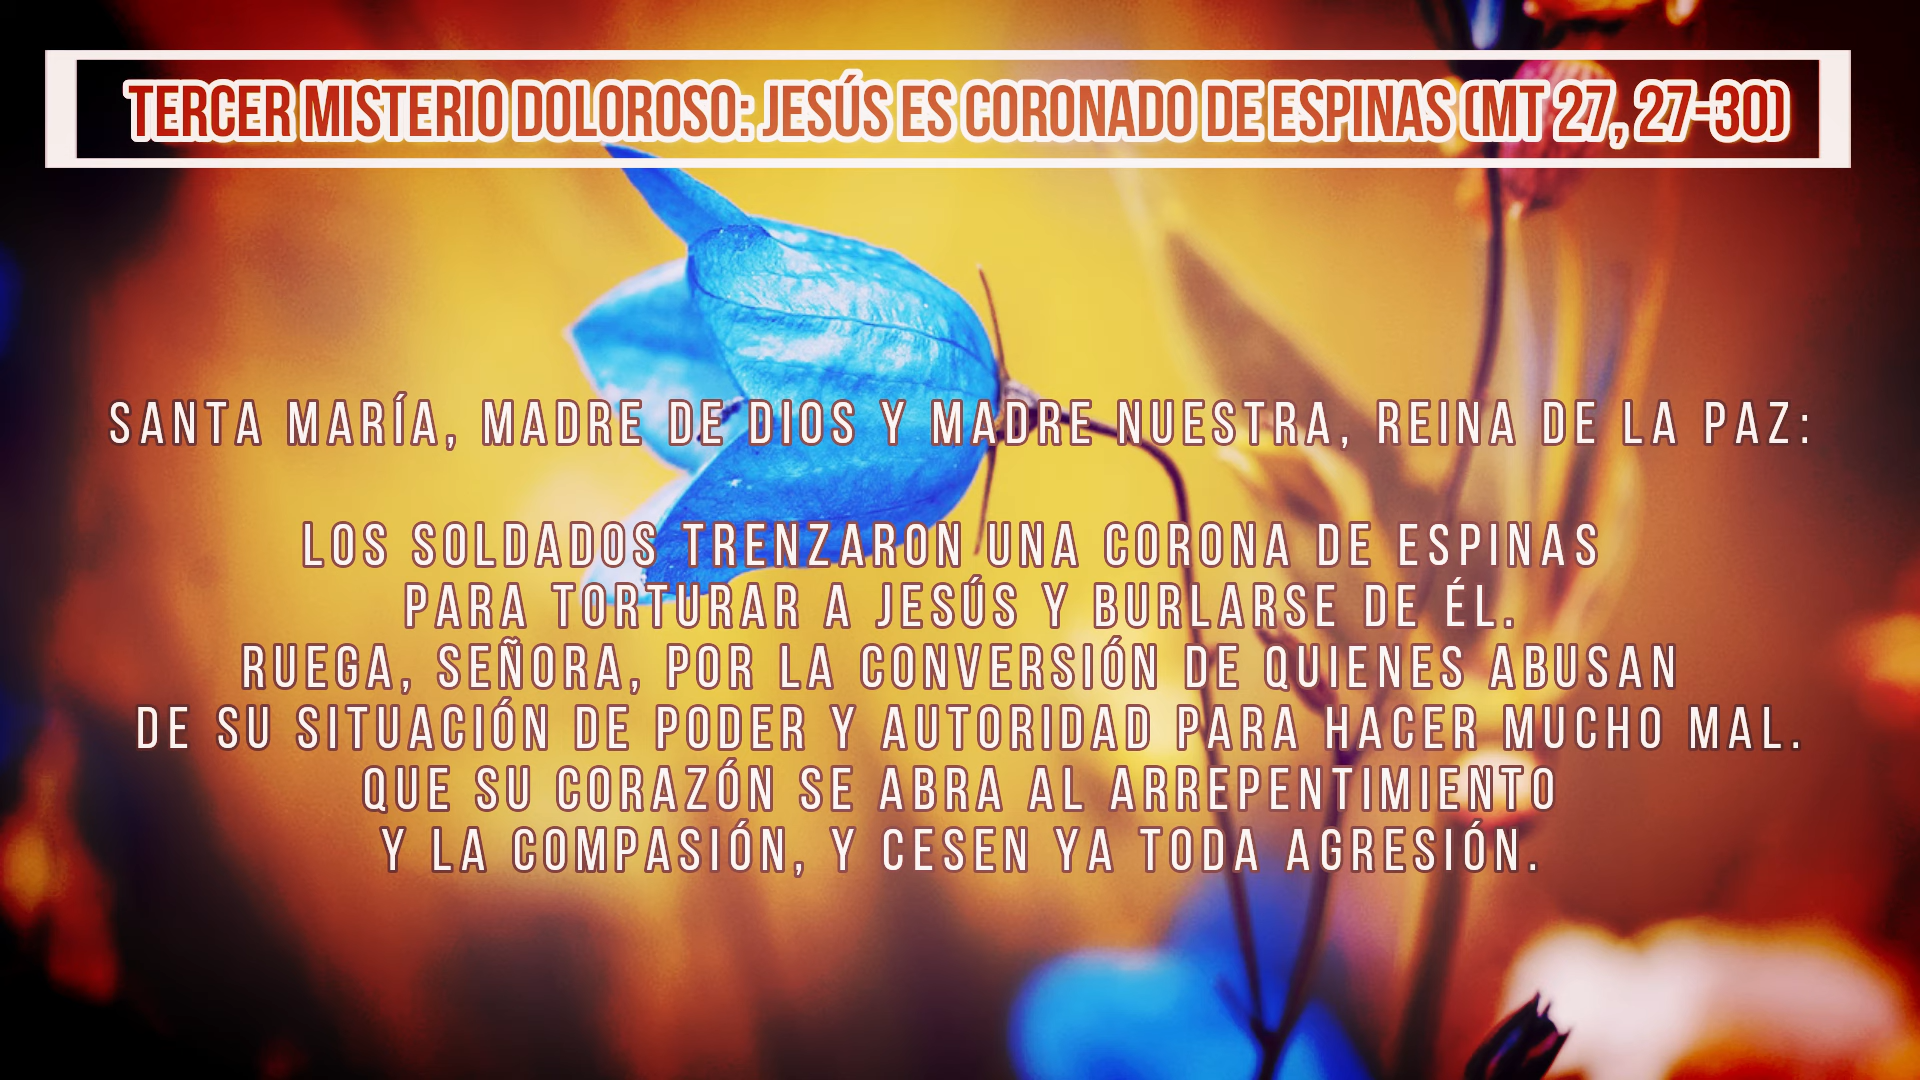 TERCER MISTERIO DOLOROSO: JESÚS ES CORONADO DE ESPINAS (MT 27, 27-30)
SANTA MARÍA, MADRE DE DIOS Y MADRE NUESTRA, REINA DE LA PAZ:
LOS SOLDADOS TRENZARON UNA CORONA DE ESPINAS
PARA TORTURAR A JESÚS Y BURLARSE DE ÉL.
RUEGA, SEÑORA, POR LA CONVERSIÓN DE QUIENES ABUSAN
DE SU SITUACIÓN DE PODER Y AUTORIDAD PARA HACER MUCHO MAL.
QUE SU CORAZÓN SE ABRA AL ARREPENTIMIENTO
Y LA COMPASIÓN, Y CESEN YA TODA AGRESIÓN.